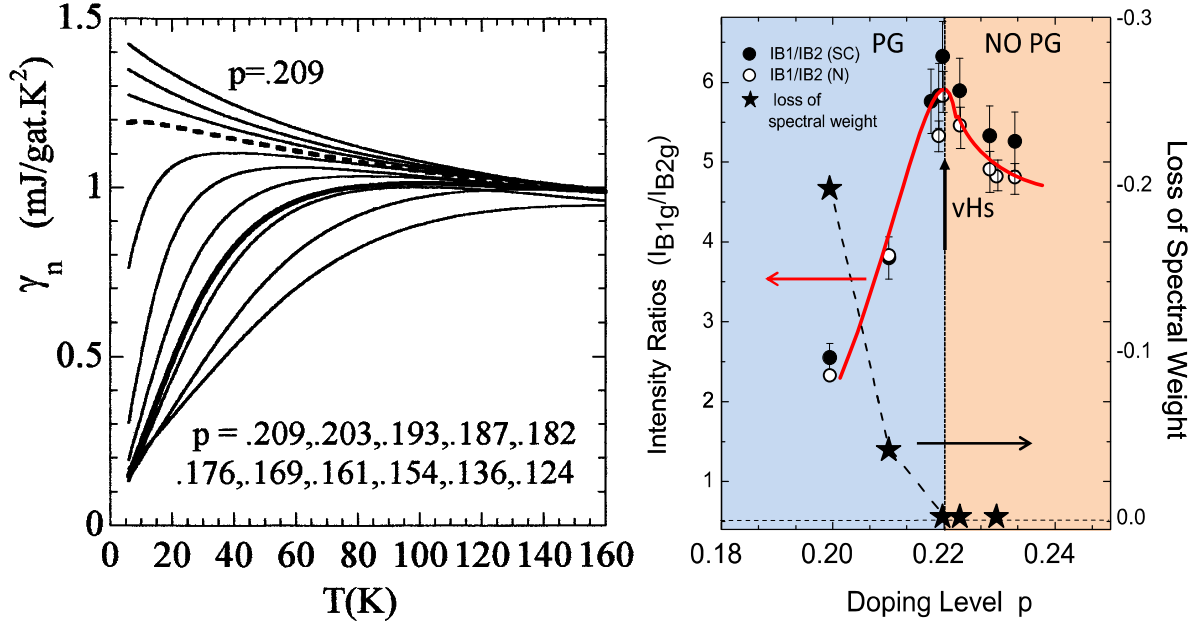 1.5
1
0.5
0
γn (mJ/gat.K2)
p=.209
p = .209,.203,.193,.187,.182
.176,.169,.161,.154,.136,.124
0 20 40 60 80 100 120 140 160
T(K)
PG
NO PG
IB1/IB2 (SC)
IB1/IB2 (N)
loss of
spectral weight
vHs
6
5
4
3
2
1
Intensity Ratios (IB1g/IB2g)
-0.3
-0.2
-0.1
0.0
Loss of Spectral Weight
0.18 0.20 0.22 0.24
Doping Level p